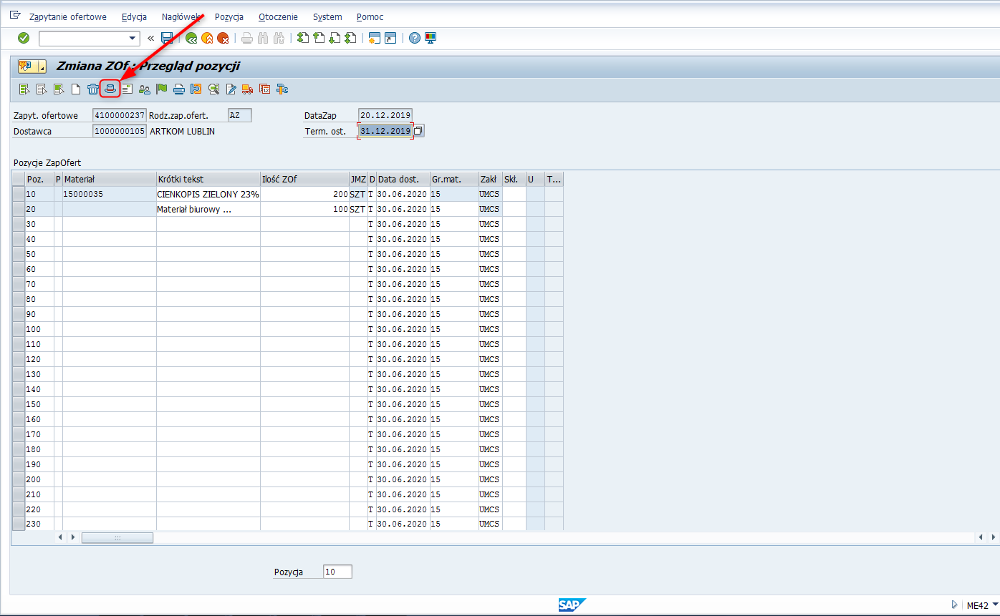 Zapytanie ofertowe Edycja Nagłówek Pozycja Otoczenie System Pomoc
Zmiana ZOf.: Przegląd pozycji
Zapyt. ofertowe 4100000237 Rodz.zap.ofert. AZ DataZap 20.12.2019
Dostawca 1000000105 ARTKOM LUBLIN Term. ost. 31.12.2019
Pozycje ZapOfert
Poz. P Materiał Krótki tekst Ilość ZOf JMZ D Data dost. Gr.mat. Zakł Skł. U T...
10 15000035 CIENKOPIS ZIELONY 23% 200 SZT T 30.06.2020 15 UMCS
20 Materiał biurowy ... 100 SZT T 30.06.2020 15 UMCS
30 T 30.06.2020 15 UMCS
40 T 30.06.2020 15 UMCS
50 T 30.06.2020 15 UMCS
60 T 30.06.2020 15 UMCS
70 T 30.06.2020 15 UMCS
80 T 30.06.2020 15 UMCS
90 T 30.06.2020 15 UMCS
100 T 30.06.2020 15 UMCS
110 T 30.06.2020 15 UMCS
120 T 30.06.2020 15 UMCS
130 T 30.06.2020 15 UMCS
140 T 30.06.2020 15 UMCS
150 T 30.06.2020 15 UMCS
160 T 30.06.2020 15 UMCS
170 T 30.06.2020 15 UMCS
180 T 30.06.2020 15 UMCS
190 T 30.06.2020 15 UMCS
200 T 30.06.2020 15 UMCS
210 T 30.06.2020 15 UMCS
220 T 30.06.2020 15 UMCS
230 T 30.06.2020 15 UMCS
Pozycja 10
SAP ME42